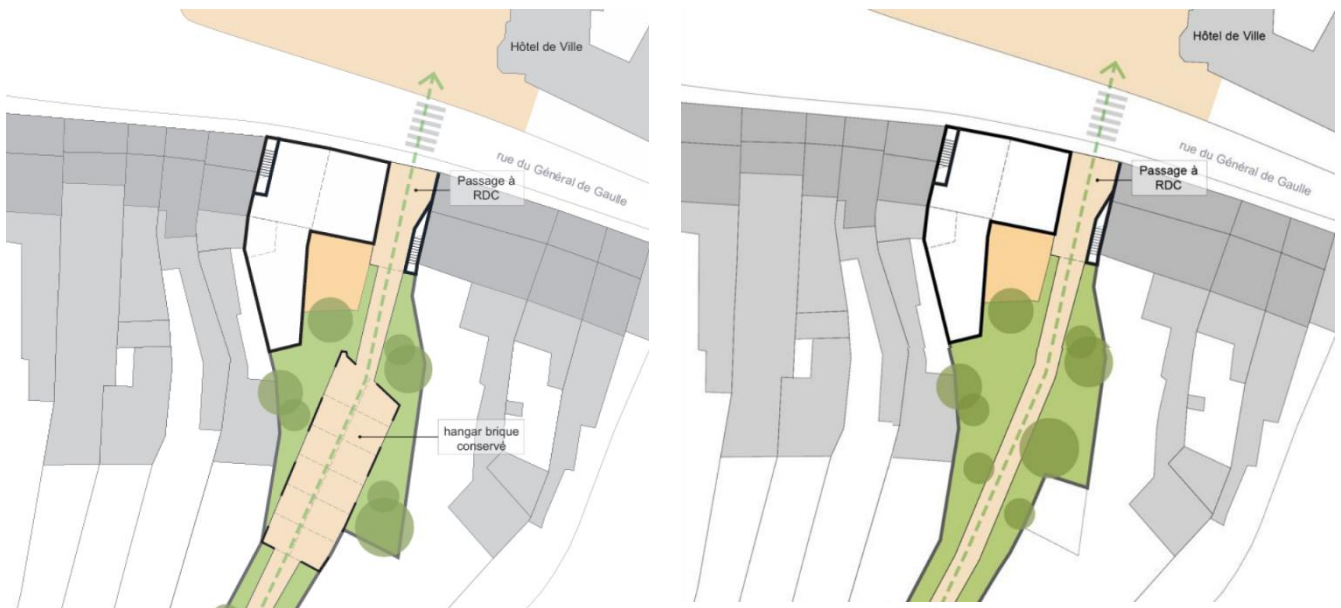 Hôtel de Ville
rue du Général de Gaulle
Passage à
RDC
hangar brique
conservé
Hôtel de Ville
rue du Général de Gaulle
Passage à
RDC